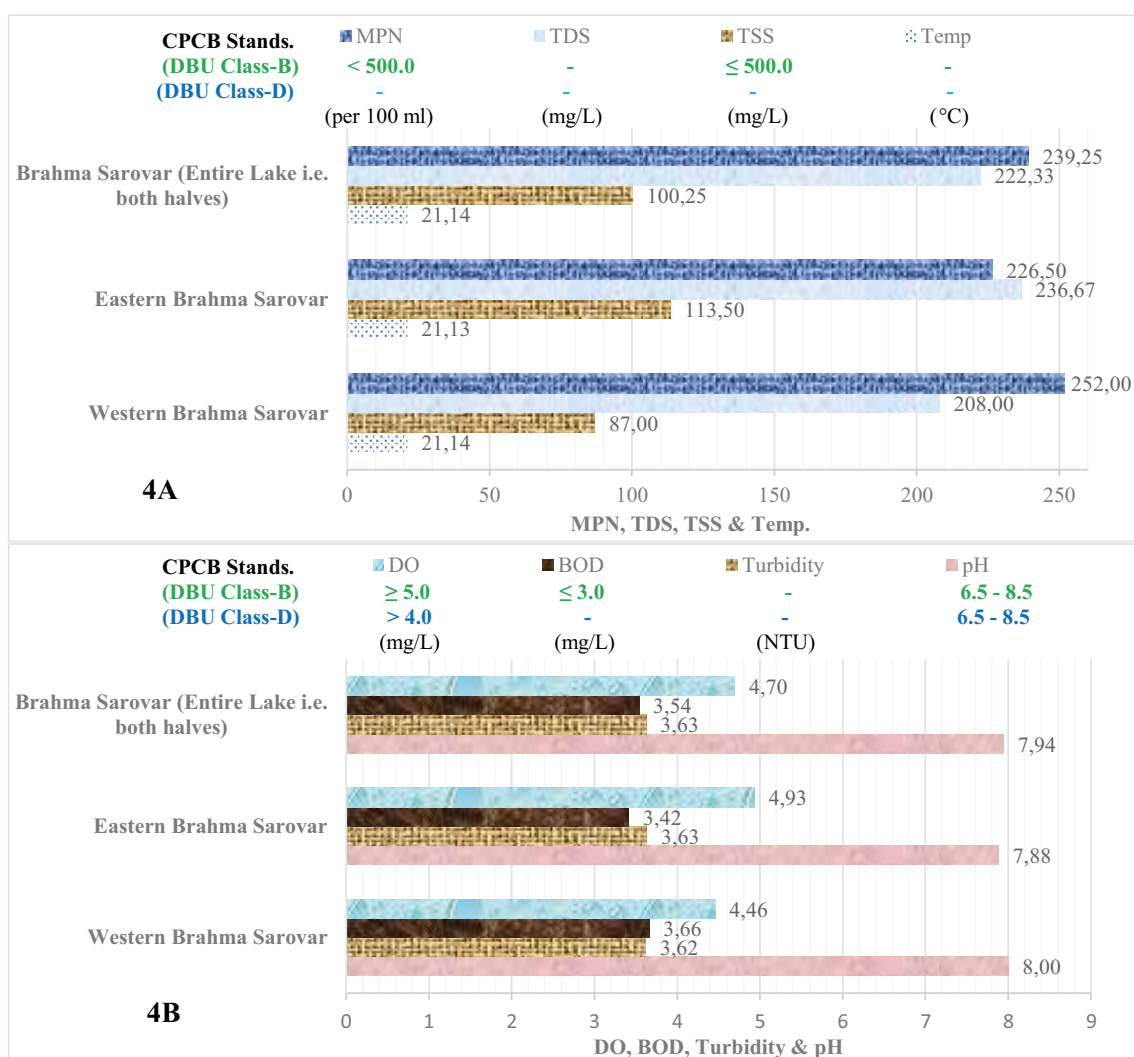 CPCB Stands. MPN TDS TSS Temp
(DBU Class-B) < 500.0 - ≤ 500.0 -
(DBU Class-D) - - - -
(per 100 ml) (mg/L) (mg/L) (°C)
Brahma Sarovar (Entire Lake i.e.
both halves)
239,25
222,33
100,25
21,14
Eastern Brahma Sarovar
226,50
236,67
113,50
21,13
Western Brahma Sarovar
252,00
208,00
87,00
21,14
4A
0 50 100 150 200 250
MPN, TDS, TSS & Temp.
CPCB Stands. DO BOD Turbidity pH
(DBU Class-B) ≥ 5.0 ≤ 3.0 - 6.5 - 8.5
(DBU Class-D) > 4.0 - - 6.5 - 8.5
(mg/L) (mg/L) (NTU)
Brahma Sarovar (Entire Lake i.e.
both halves)
4,70
3,54
3,63
7,94
Eastern Brahma Sarovar
4,93
3,42
3,63
7,88
Western Brahma Sarovar
4,46
3,66
3,62
8,00
4B
0 1 2 3 4 5 6 7 8 9
DO, BOD, Turbidity & pH